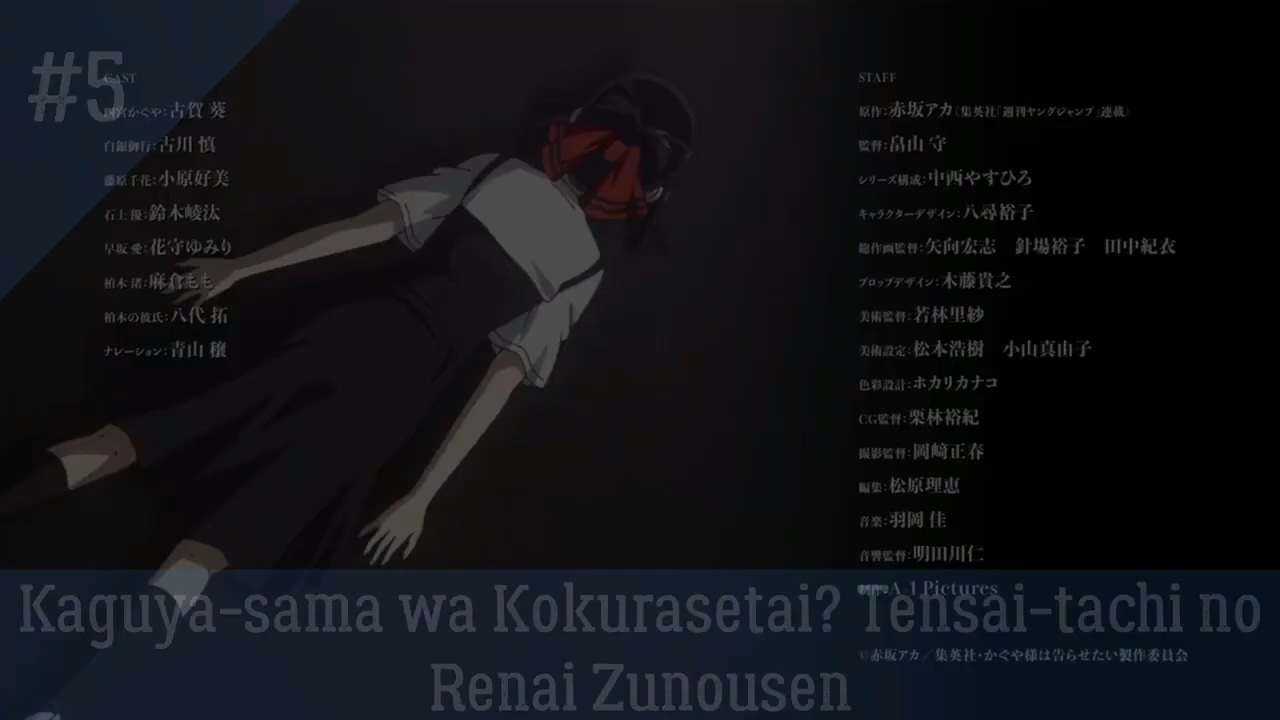 #5
CAST
四宮かぐや:古賀 葵
白銀御行:古川 慎
藤原千花:小原好美
石上 優:鈴木崚汰
早坂 愛:花守ゆみり
柏木 渚:麻倉もも
柏木の彼氏:八代 拓
ナレーション:青山 穣
STAFF
原作:赤坂アカ(集英社「週刊ヤングジャンプ」連載)
監督:畠山 守
シリーズ構成:中西やすひろ
キャラクターデザイン:八尋裕子
総作画監督:矢向宏志 針場裕子 田中紀衣
プロップデザイン:木藤貴之
美術監督:若林里紗
美術設定:松本浩樹 小山真由子
色彩設計:ホカリカナコ
CG監督:栗林裕紀
撮影監督:岡﨑正春
編集:松原理恵
音楽:羽岡 佳
音響監督:明田川仁
制作:A-1 Pictures
©赤坂アカ／集英社・かぐや様は告らせたい製作委員会
Kaguya-sama wa Kokurasetai? Tensai-tachi no
Renai Zunousen